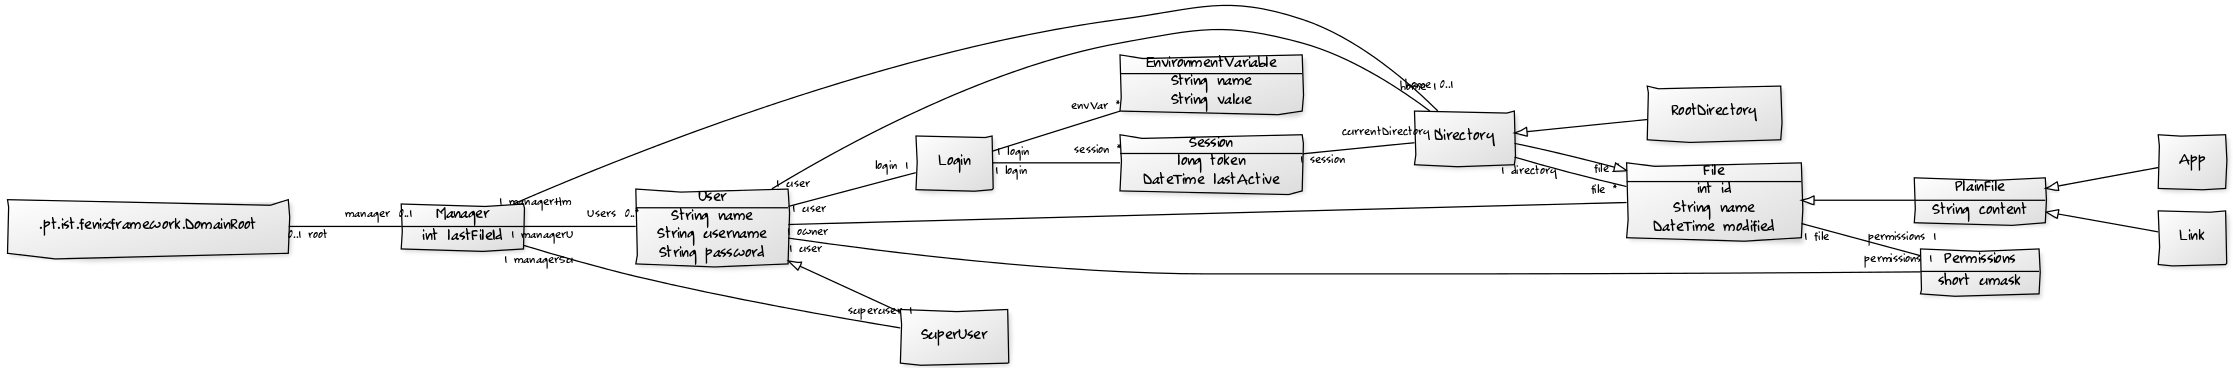 EnvironmentVariable
String name
String value
envVar *
1 login
home 1 0..1
RootDirectory
Directory
currentDirectory
1 session
Session
long token
DateTime lastActive
session *
1 login
Login
login 1
1 user
1 user
App
1 directory
file *
file *
File
int id
String name
DateTime modified
PlainFile
String content
Link
.pt.ist.fenixframework.DomainRoot
0..1 root
manager 0..1
Manager
int lastFileId
1 managerHm
1 managerU
1 managerSu
Users 0..*
User
String name
String username
String password
1 owner
1 user
1 file
permissions 1
permissions 1
Permissions
short umask
superuser 1
SuperUser